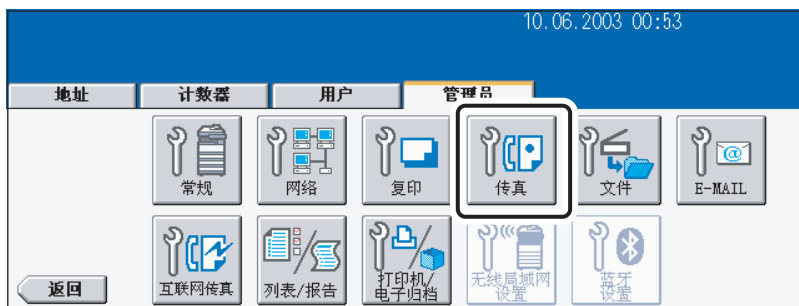 10.06.2003 00:53
地址
计数器
用户
管理员
常规
网络
复印
传真
文件
E-MAIL
互联网传真
列表/报告
打印机/
电子归档
无线局域网
设置
蓝牙
设置
返回